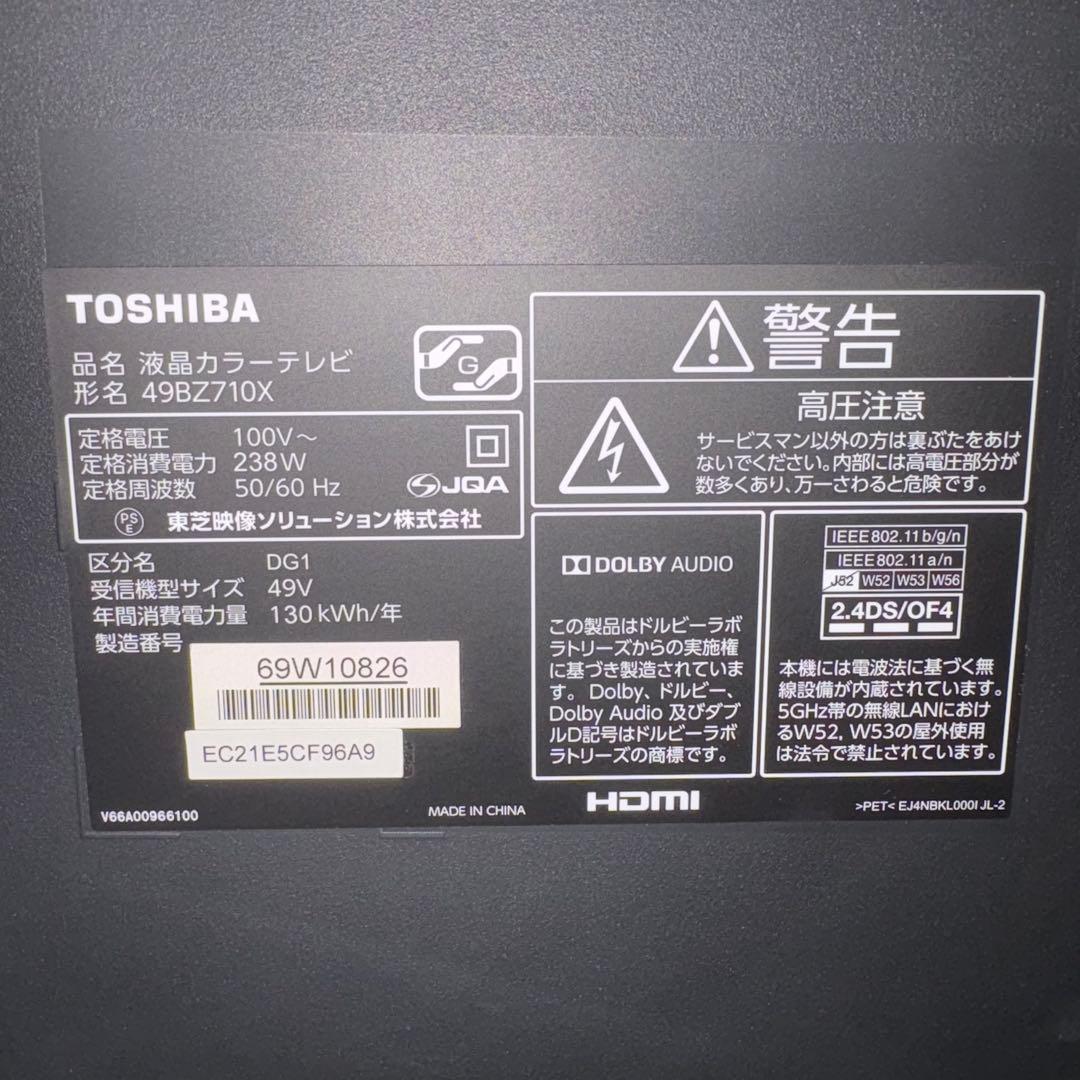 TOSHIBA
品名 液晶カラーテレビ
形名 49BZ710X
G
定格電圧 100V～
定格消費電力 238W
定格周波数 50/60 Hz
JQA
PS
E
東芝映像ソリューション株式会社
区分名 DG1
受信機型サイズ 49V
年間消費電力量 130kWh/年
製造番号
69W10826
EC21E5CF96A9
V66A00966100
MADE IN CHINA
警告
高圧注意
サービスマン以外の方は裏ぶたをあけ
ないでください。内部には高電圧部分が
数多くあり、万一さわると危険です。
DOLBY AUDIO
この製品はドルビーラボ
ラトリーズからの実施権
に基づき製造されていま
す。Dolby、ドルビー、
Dolby Audio 及びダブ
ルD記号はドルビーラボ
ラトリーズの商標です。
IEEE802.11b/g/n
IEEE802.11a/n
J52 W52 W53 W56
2.4DS/OF4
本機には電波法に基づく無
線設備が内蔵されています。
5GHz帯の無線LANにおけ
るW52, W53の屋外使用
は法令で禁止されています。
HDMI
>PET< EJ4NBKL000I JL-2